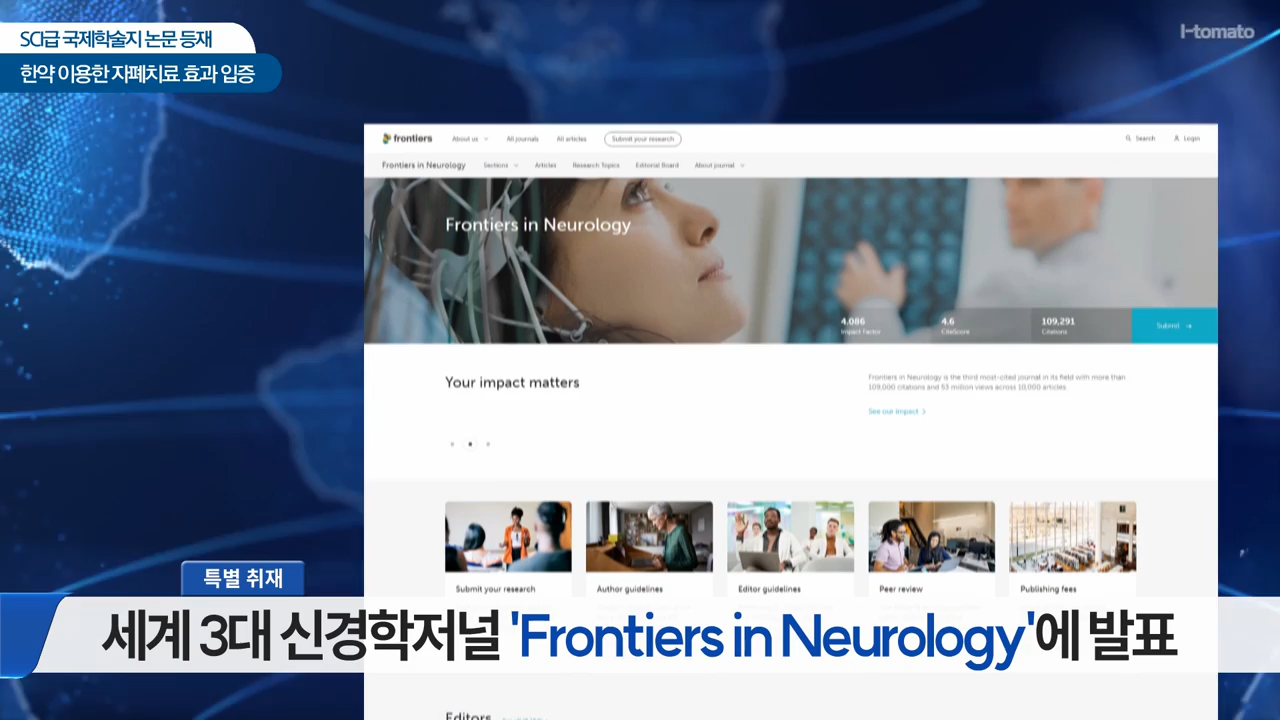 SCI급 국제학술지 논문 등재
한약 이용한 자폐치료 효과 입증
I-tomato
frontiers About us All journals All articles Submit your research Search Login
Frontiers in Neurology Sections Articles Research Topics Editorial Board About journal
Frontiers in Neurology
4.086 4.6 109,291
Impact Factor CiteScore Citations Submit →
Your impact matters
Frontiers in Neurology is the third most-cited journal in its field with more than
109,000 citations and 53 million views across 10,000 articles
See our impact
Submit your research Author guidelines Editor guidelines Peer review Publishing fees
특별 취재
세계 3대 신경학저널 'Frontiers in Neurology'에 발표
Editors